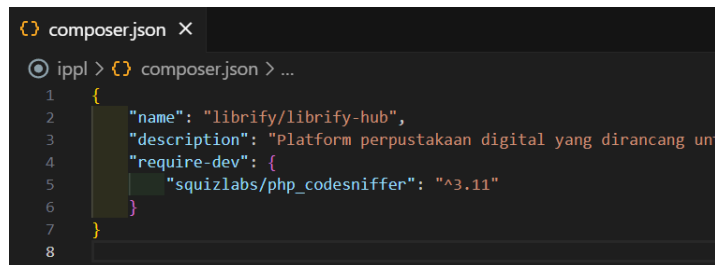 {} composer.json ×
ippl > {} composer.json > ...
1 {
2 "name": "librify/librify-hub",
3 "description": "Platform perpustakaan digital yang dirancang
4 "require-dev": {
5 "squizlabs/php_codesniffer": "^3.11"
6 }
7 }
8